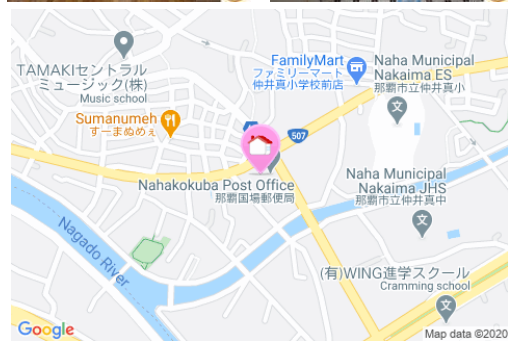 TAMAKIセントラル
ミュージック(株)
Music school
FamilyMart
ファミリーマート
仲井真小学校前店
Naha Municipal
Nakaima ES
那覇市立仲井真小
文
Sumanumeh
すーまぬめぇ
507
Nahakokuba Post Office
那覇国場郵便局
Naha Municipal
Nakaima JHS
那覇市立仲井真中
文
Nagado River
(有)WING進学スクール
Cramming school
文
Google
Map data ©2020